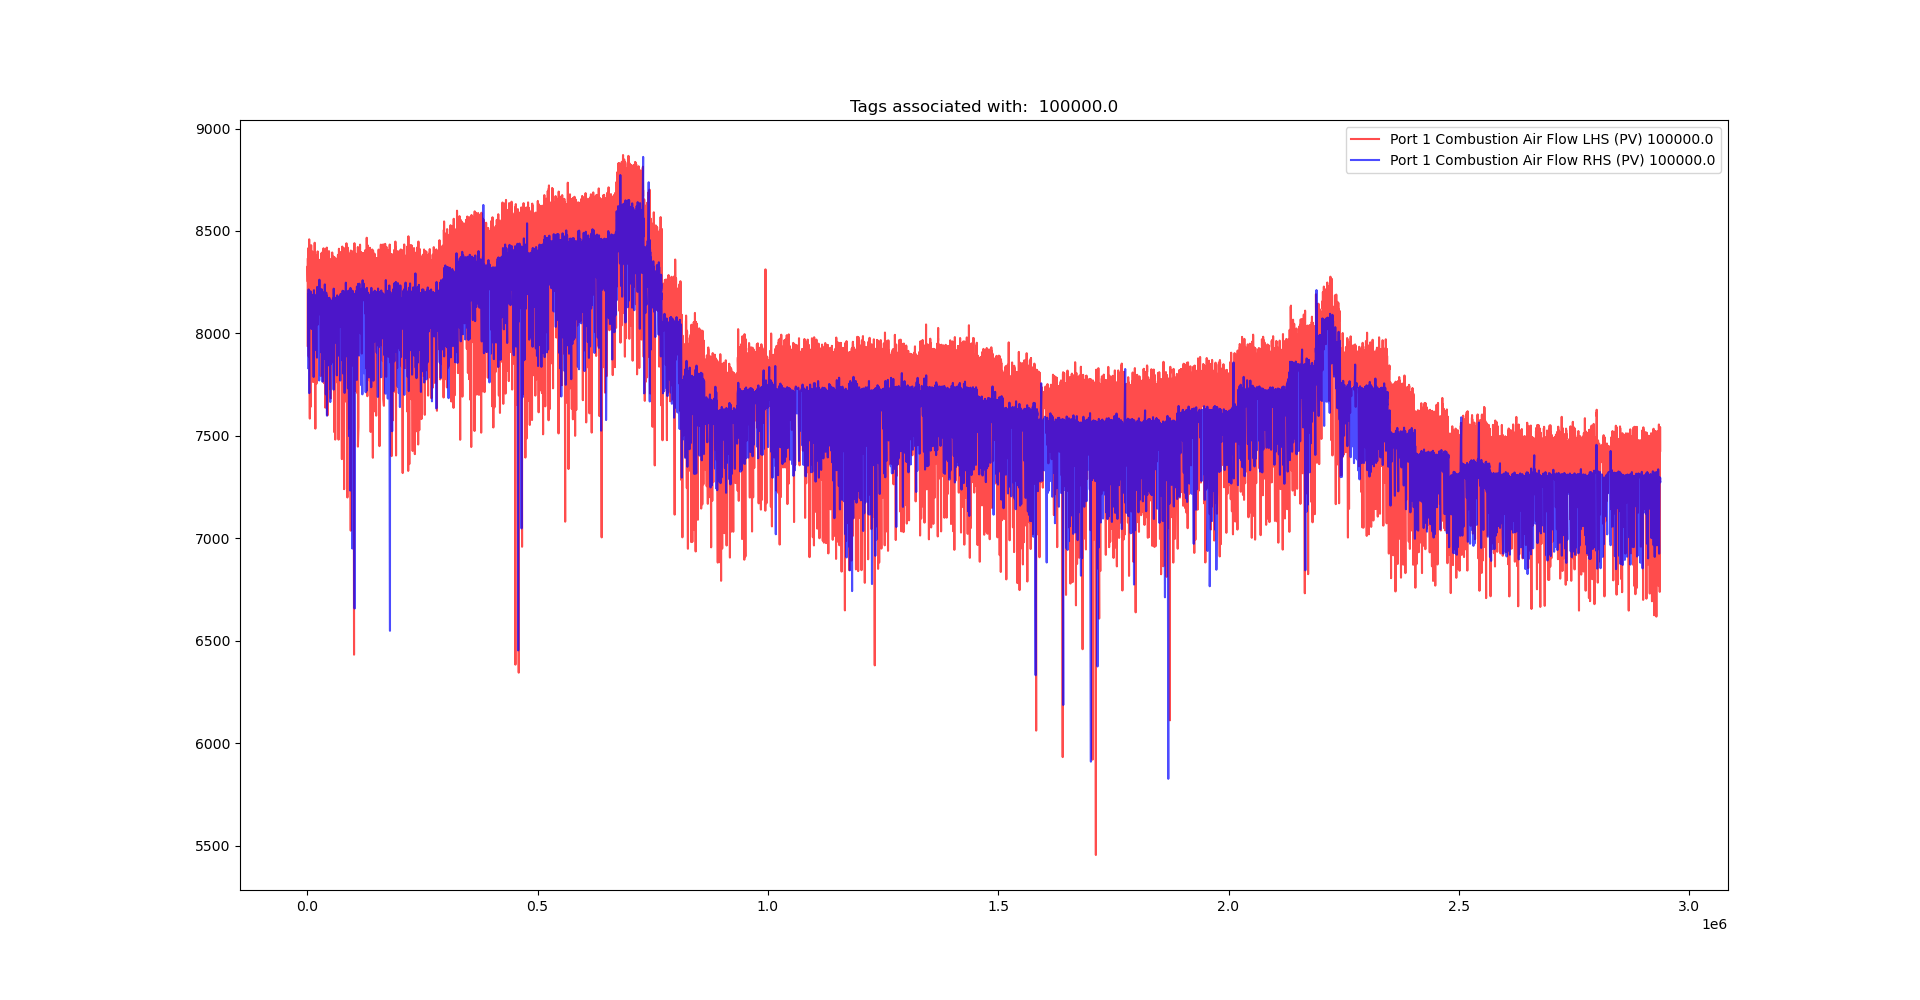 Tags associated with:  100000.0
Port 1 Combustion Air Flow LHS (PV) 100000.0
Port 1 Combustion Air Flow RHS (PV) 100000.0
9000
8500
8000
7500
7000
6500
6000
5500
0.0 0.5 1.0 1.5 2.0 2.5 3.0
1e6